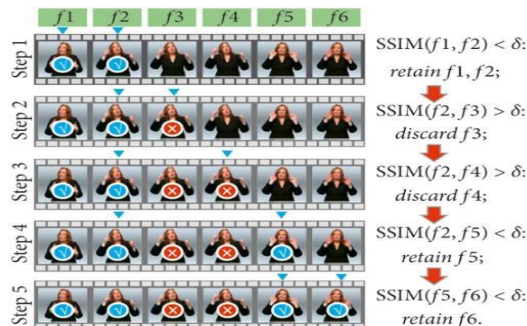 f1 f2 f3 f4 f5 f6
Step 1
SSIM(f1, f2) < δ:
retain f1, f2;
Step 2
SSIM(f2, f3) > δ:
discard f3;
Step 3
SSIM(f2, f4) > δ:
discard f4;
Step 4
SSIM(f2, f5) < δ:
retain f5;
Step 5
SSIM(f5, f6) < δ:
retain f6.